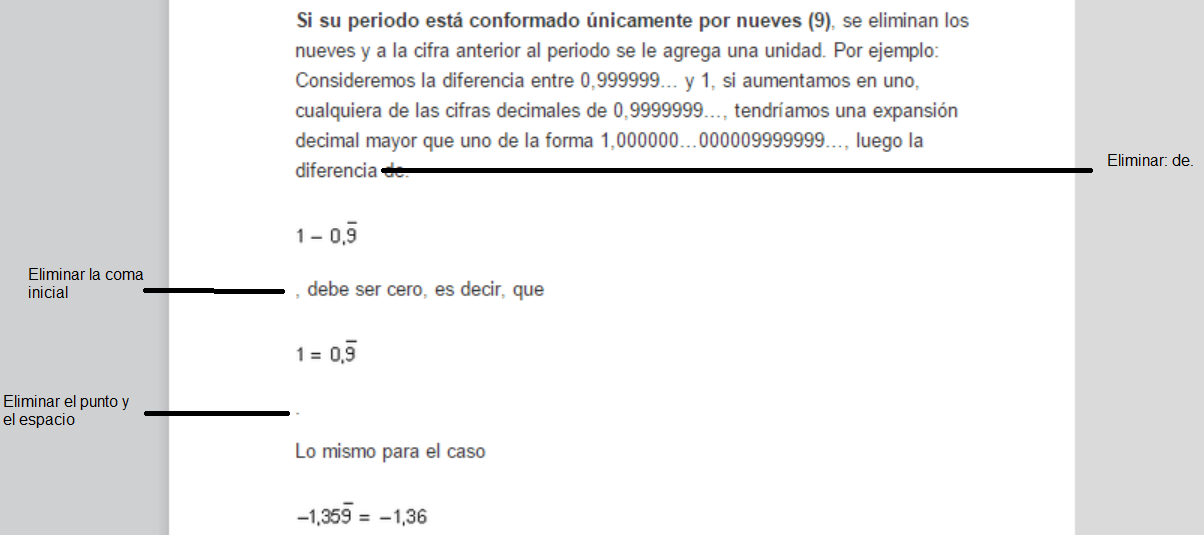 Si su periodo está conformado únicamente por nueves (9), se eliminan los
nueves y a la cifra anterior al periodo se le agrega una unidad. Por ejemplo:
Consideremos la diferencia entre 0,999999... y 1, si aumentamos en uno,
cualquiera de las cifras decimales de 0,9999999..., tendríamos una expansión
decimal mayor que uno de la forma 1,000000...000009999999..., luego la
diferencia de.
Eliminar: de.
1 – 0,9̅
Eliminar la coma
inicial
, debe ser cero, es decir, que
1 = 0,9̅
Eliminar el punto y
el espacio
.
Lo mismo para el caso
–1,359̅ = –1,36